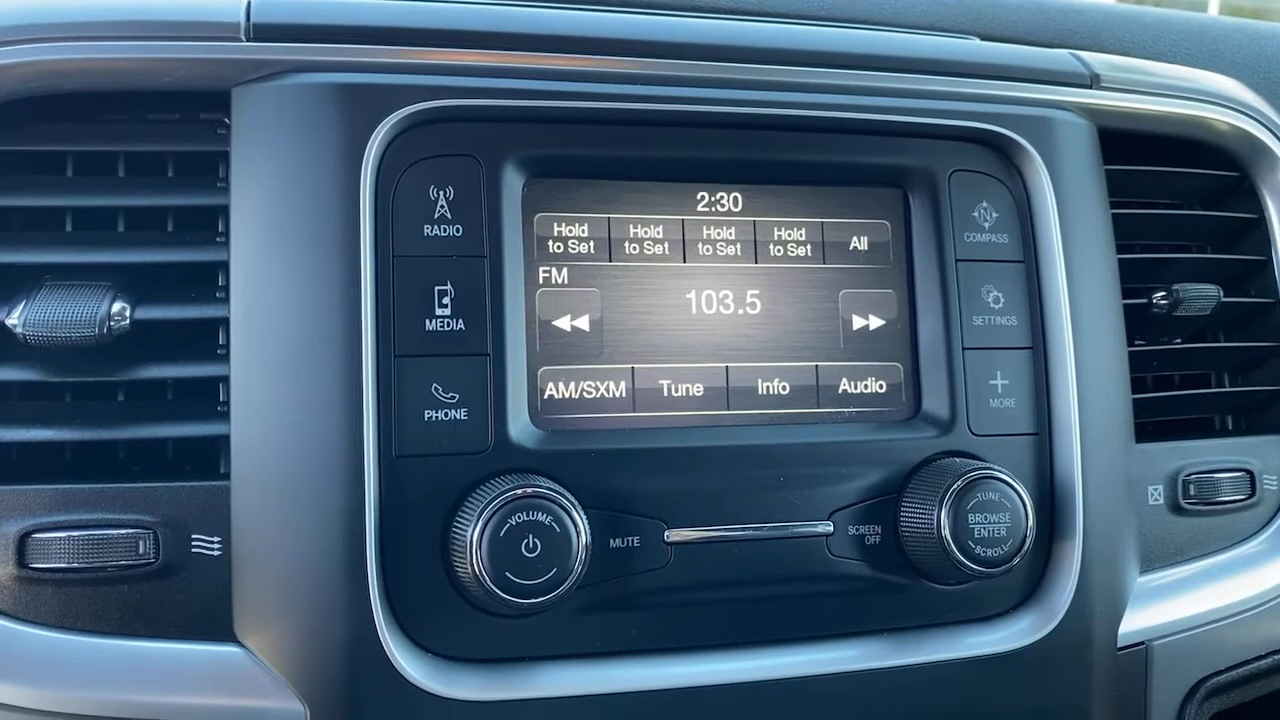 RADIO
MEDIA
PHONE
2:30
Hold to Set
Hold to Set
Hold to Set
Hold to Set
All
FM
103.5
AM/SXM
Tune
Info
Audio
N
COMPASS
SETTINGS
MORE
VOLUME
MUTE
SCREEN OFF
TUNE
BROWSE
ENTER
SCROLL